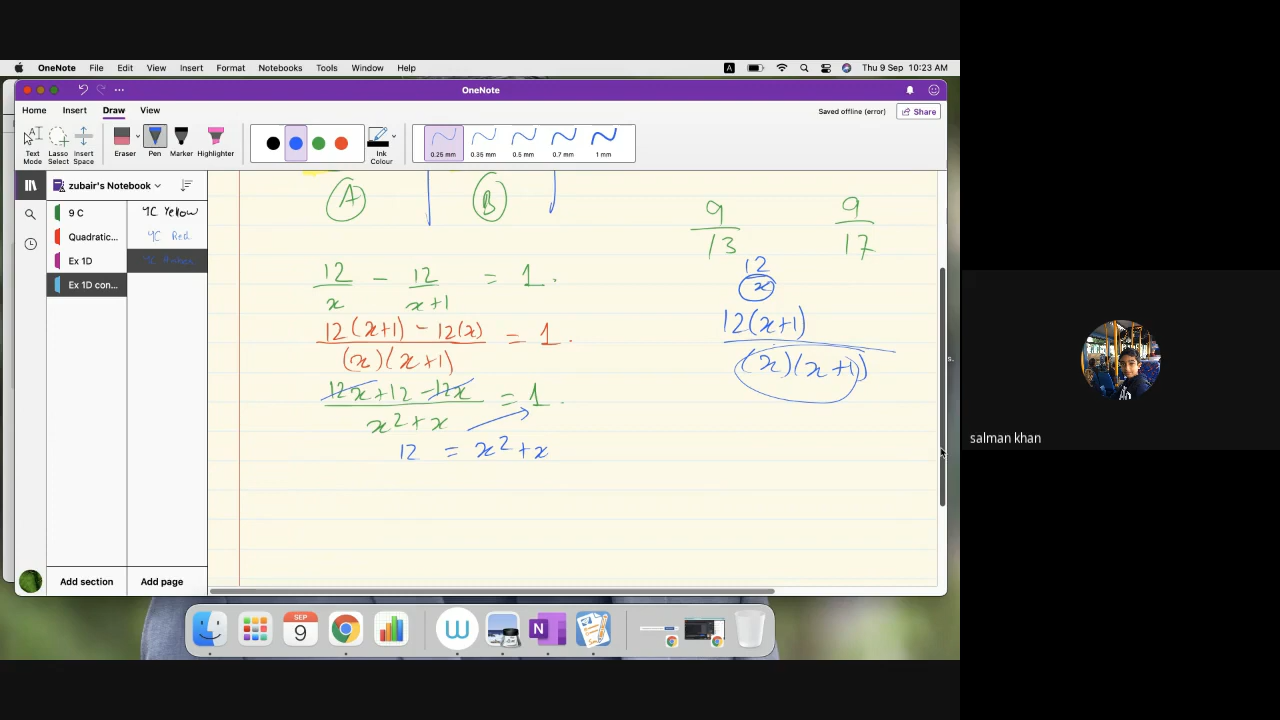 OneNote File Edit View Insert Format Notebooks Tools Window Help
A Thu 9 Sep 10:23 AM
OneNote
Home Insert Draw View
Saved offline (error) Share
Text Mode
Lasso Select
Insert Space
Eraser
Pen
Marker
Highlighter
Ink Colour
0.25 mm 0.35 mm 0.5 mm 0.7 mm 1 mm
zubair's Notebook
9 C
Quadratic...
Ex 1D
Ex 1D con...
9C Yellow
9C Red
Add section Add page
A B
12/x - 12/x+1 = 1.
12(x+1) - 12(x)/(x)(x+1) = 1.
12x+12-12x/x²+x = 1.
12 = x²+x
9/13 9/17
12/x
12(x+1)/(x)(x+1))
s.
SEP
9
W
N
salman khan